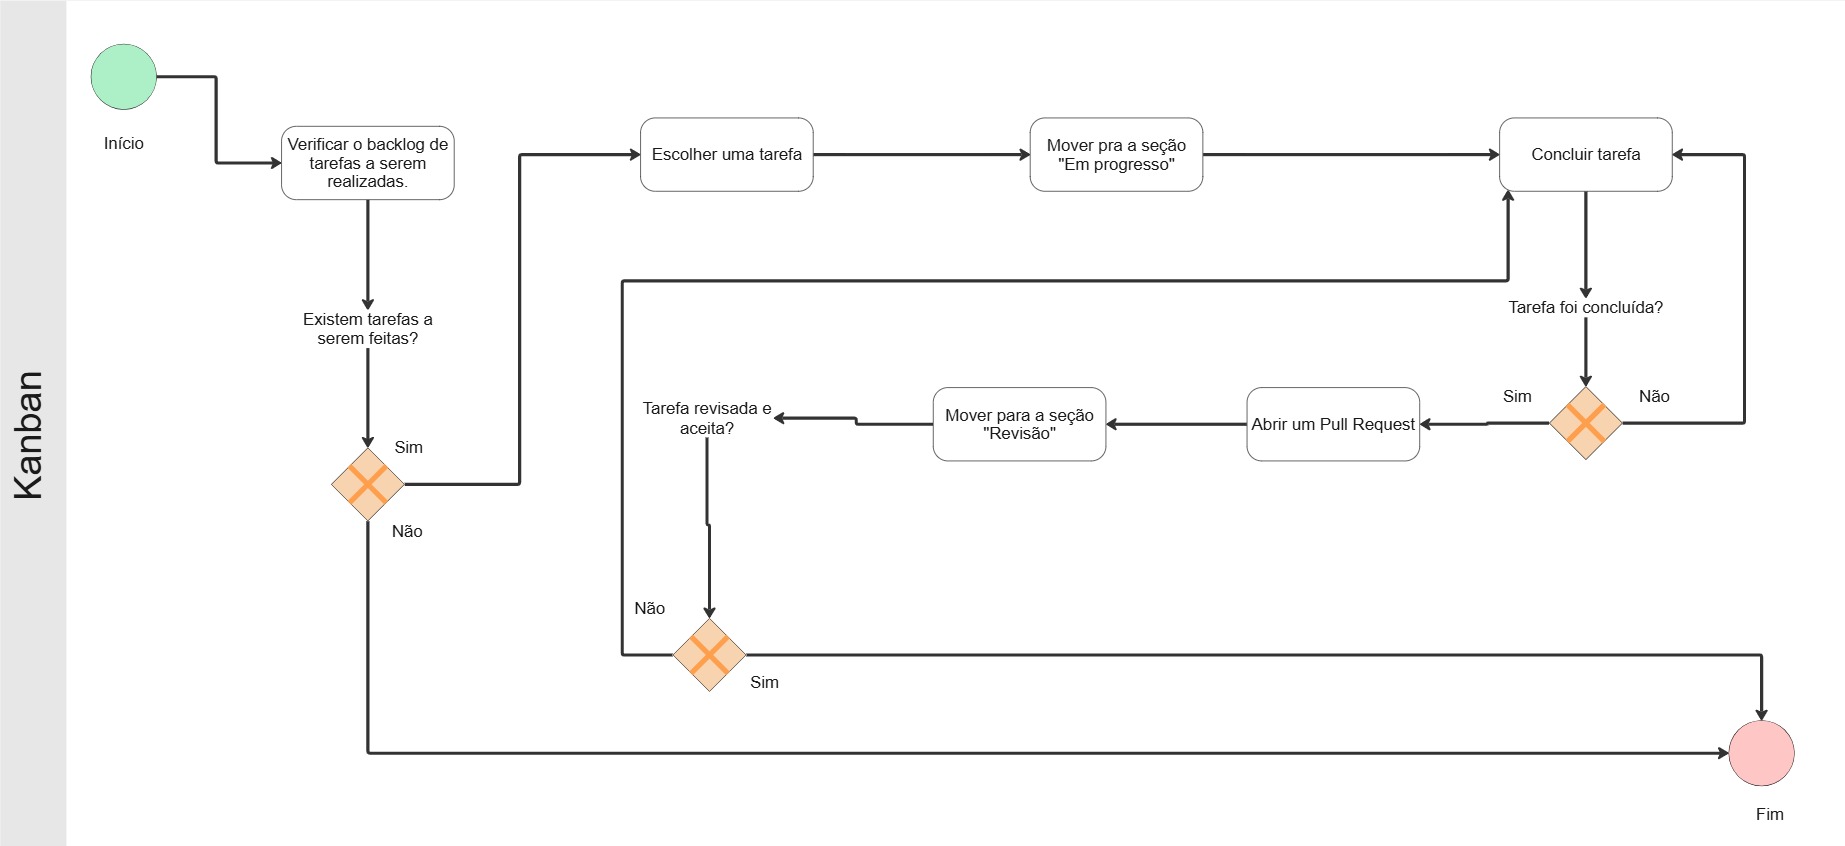 Kanban
Início
Verificar o backlog de
tarefas a serem
realizadas.
Existem tarefas a
serem feitas?
Sim
Não
Escolher uma tarefa
Mover pra a seção
"Em progresso"
Concluir tarefa
Tarefa foi concluída?
Sim
Não
Abrir um Pull Request
Mover para a seção
"Revisão"
Tarefa revisada e
aceita?
Não
Sim
Fim